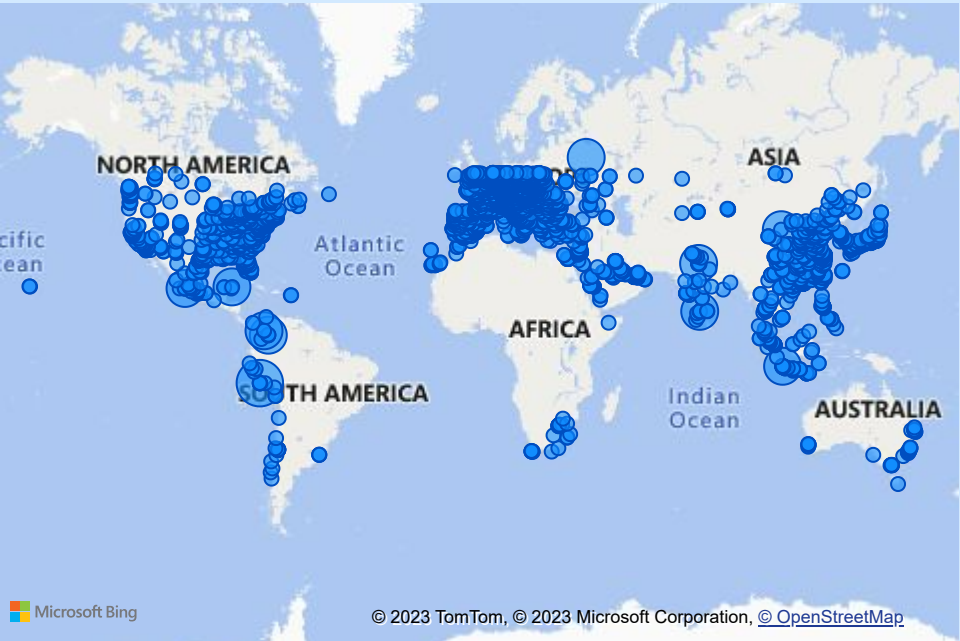 NORTH AMERICA
ASIA
cific
ean
Atlantic
Ocean
AFRICA
SOUTH AMERICA
Indian
Ocean
AUSTRALIA
Microsoft Bing
© 2023 TomTom, © 2023 Microsoft Corporation, © OpenStreetMap